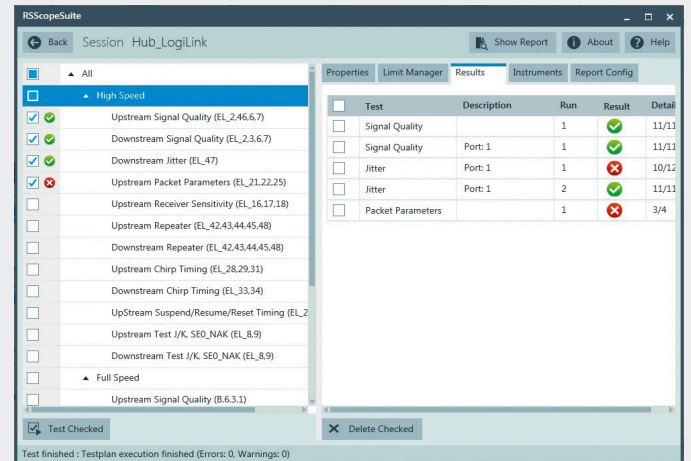 RSScopeSuite
Back Session Hub_LogiLink Show Report About Help
All
High Speed
Upstream Signal Quality (EL_2,46,6,7)
Downstream Signal Quality (EL_2,3,6,7)
Downstream Jitter (EL_47)
Upstream Packet Parameters (EL_21,22,25)
Upstream Receiver Sensitivity (EL_16,17,18)
Upstream Repeater (EL_42,43,44,45,48)
Downstream Repeater (EL_42,43,44,45,48)
Upstream Chirp Timing (EL_28,29,31)
Downstream Chirp Timing (EL_33,34)
UpStream Suspend/Resume/Reset Timing (EL_2
Upstream Test J/K, SE0_NAK (EL_8,9)
Downstream Test J/K, SE0_NAK (EL_8,9)
Full Speed
Upstream Signal Quality (B.6.3.1)
Test Checked
Properties Limit Manager Results Instruments Report Config
Test Description Run Result Detail
Signal Quality 1 11/11
Signal Quality Port: 1 1 11/11
Jitter Port: 1 1 10/12
Jitter Port: 1 2 11/11
Packet Parameters 1 3/4
Delete Checked
Test finished : Testplan execution finished (Errors: 0, Warnings: 0)